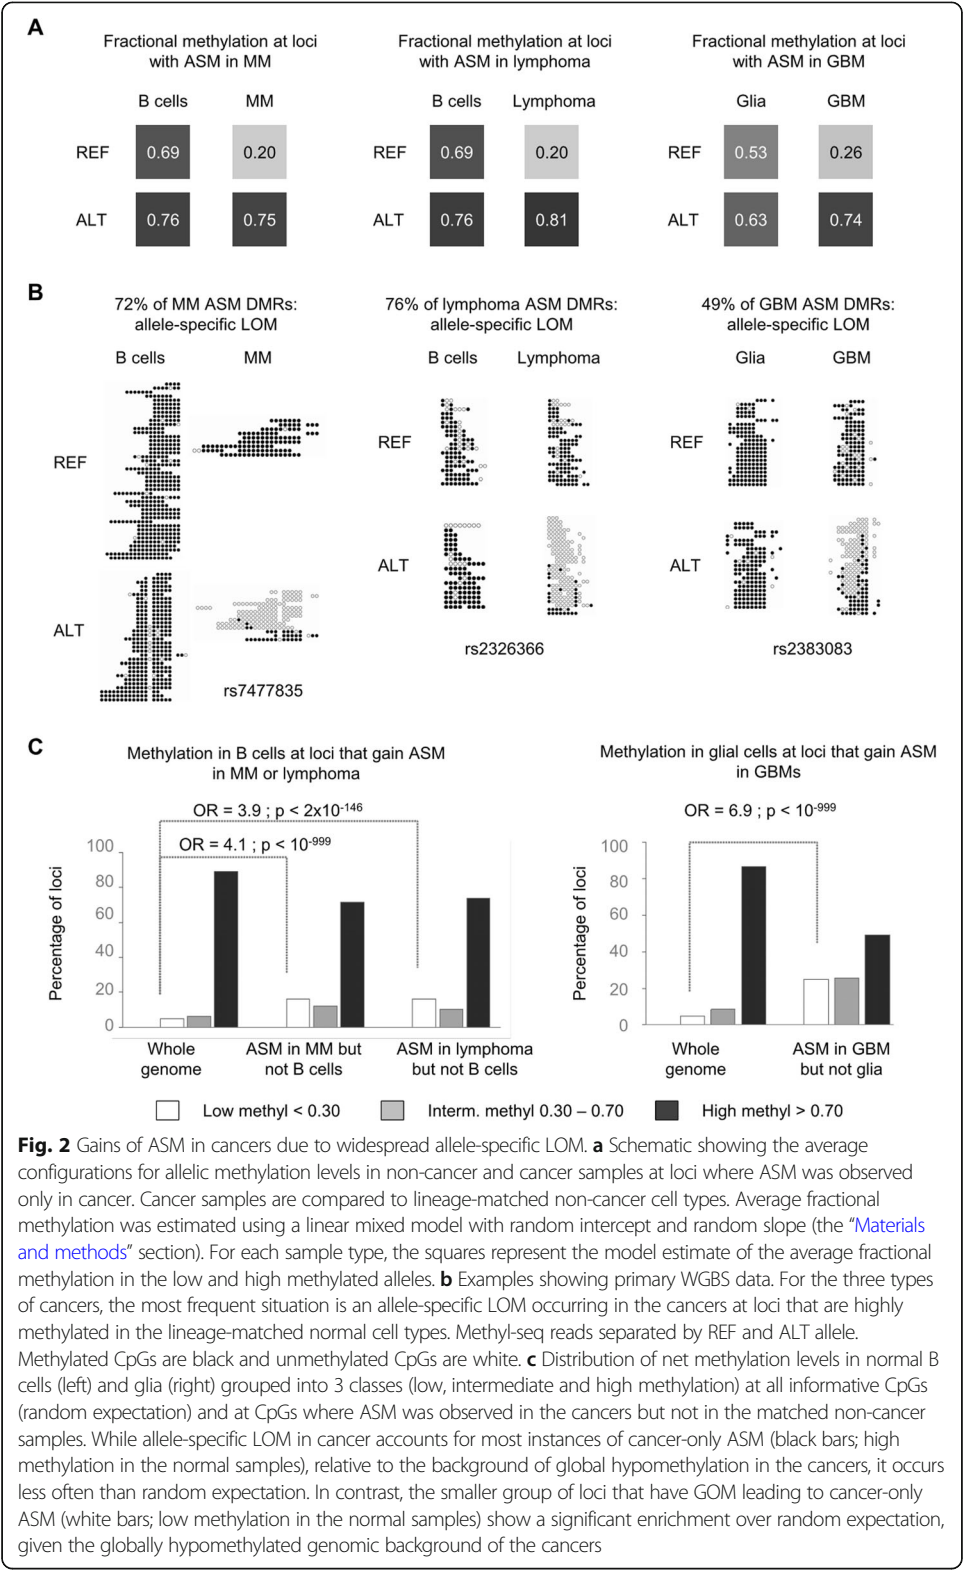 A
Fractional methylation at loci
with ASM in MM
B cells MM
REF 0.69 0.20
ALT 0.76 0.75
Fractional methylation at loci
with ASM in lymphoma
B cells Lymphoma
REF 0.69 0.20
ALT 0.76 0.81
Fractional methylation at loci
with ASM in GBM
Glia GBM
REF 0.53 0.26
ALT 0.63 0.74
B
72% of MM ASM DMRs:
allele-specific LOM
B cells MM
REF
ALT
rs7477835
76% of lymphoma ASM DMRs:
allele-specific LOM
B cells Lymphoma
REF
ALT
rs2326366
49% of GBM ASM DMRs:
allele-specific LOM
Glia GBM
REF
ALT
rs2383083
C
Methylation in B cells at loci that gain ASM
in MM or lymphoma
OR = 3.9 ; p < 2x10-146
OR = 4.1 ; p < 10-999
Percentage of loci
100
80
60
40
20
0
Whole
genome
ASM in MM but
not B cells
ASM in lymphoma
but not B cells
Methylation in glial cells at loci that gain ASM
in GBMs
OR = 6.9 ; p < 10-999
Percentage of loci
100
80
60
40
20
0
Whole
genome
ASM in GBM
but not glia
Low methyl < 0.30 Interm. methyl 0.30 – 0.70 High methyl > 0.70
Fig. 2 Gains of ASM in cancers due to widespread allele-specific LOM. a Schematic showing the average
configurations for allelic methylation levels in non-cancer and cancer samples at loci where ASM was observed
only in cancer. Cancer samples are compared to lineage-matched non-cancer cell types. Average fractional
methylation was estimated using a linear mixed model with random intercept and random slope (the “Materials
and methods” section). For each sample type, the squares represent the model estimate of the average fractional
methylation in the low and high methylated alleles. b Examples showing primary WGBS data. For the three types
of cancers, the most frequent situation is an allele-specific LOM occurring in the cancers at loci that are highly
methylated in the lineage-matched normal cell types. Methyl-seq reads separated by REF and ALT allele.
Methylated CpGs are black and unmethylated CpGs are white. c Distribution of net methylation levels in normal B
cells (left) and glia (right) grouped into 3 classes (low, intermediate and high methylation) at all informative CpGs
(random expectation) and at CpGs where ASM was observed in the cancers but not in the matched non-cancer
samples. While allele-specific LOM in cancer accounts for most instances of cancer-only ASM (black bars; high
methylation in the normal samples), relative to the background of global hypomethylation in the cancers, it occurs
less often than random expectation. In contrast, the smaller group of loci that have GOM leading to cancer-only
ASM (white bars; low methylation in the normal samples) show a significant enrichment over random expectation,
given the globally hypomethylated genomic background of the cancers